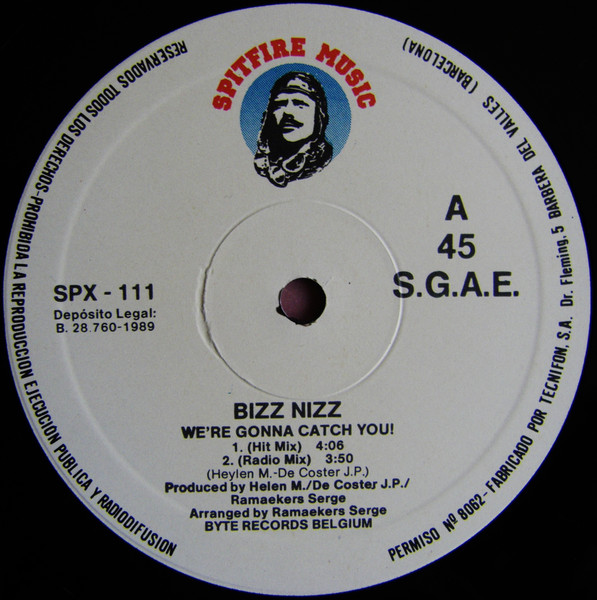 SPITFIRE MUSIC
A
45
S.G.A.E.
SPX - 111
Depósito Legal:
B. 28.760-1989
BIZZ NIZZ
WE'RE GONNA CATCH YOU!
1. (Hit Mix) 4:06
2. (Radio Mix) 3:50
(Heylen M.-De Coster J.P.)
Produced by Helen M./De Coster J.P./
Ramaekers Serge
Arranged by Ramaekers Serge
BYTE RECORDS BELGIUM
RESERVADOS TODOS LOS DERECHOS-PROHIBIDA LA REPRODUCCION EJECUCION PUBLICA Y RADIODIFUSION
PERMISO Nº 8062-FABRICADO POR TECNIFON, S.A. Dr. Fleming, 5 BARBERA DEL VALLES (BARCELONA)